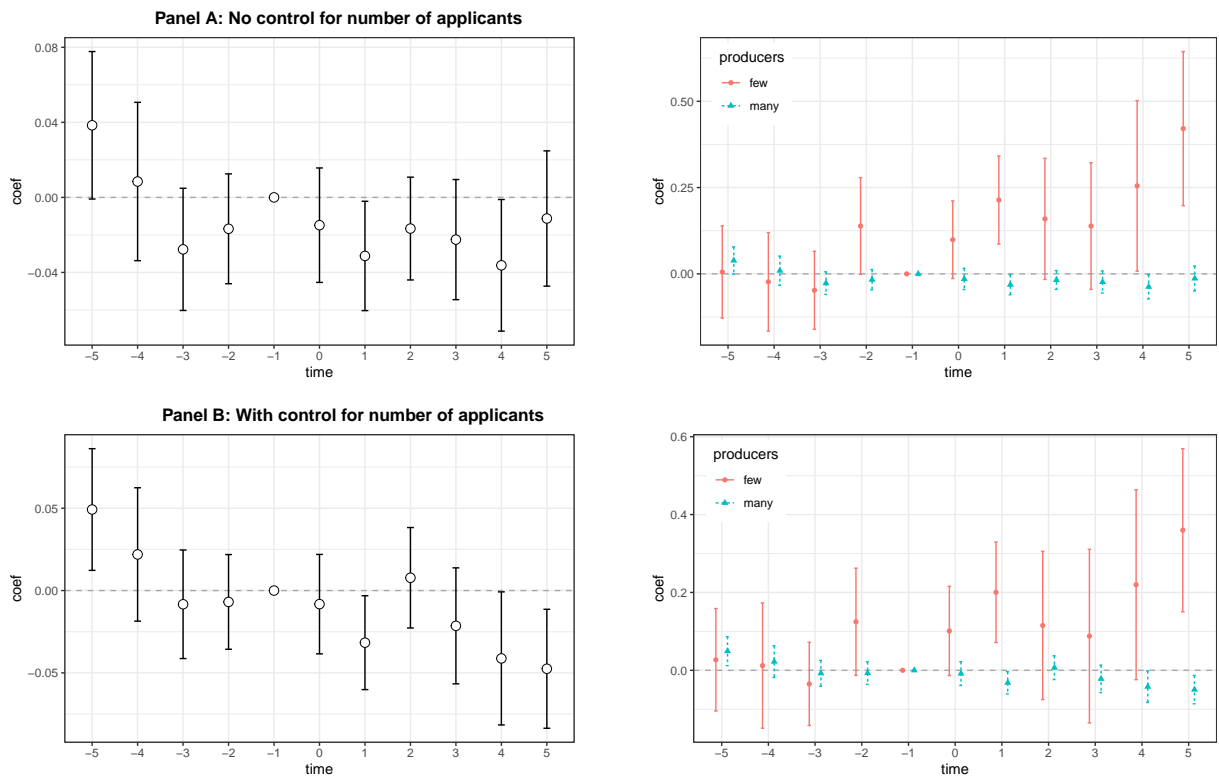 Panel A: No control for number of applicants
0.08
0.04
0.00
−0.04
coef
−5 −4 −3 −2 −1 0 1 2 3 4 5
time
producers
few
many
0.50
0.25
0.00
coef
−5 −4 −3 −2 −1 0 1 2 3 4 5
time
Panel B: With control for number of applicants
0.05
0.00
−0.05
coef
−5 −4 −3 −2 −1 0 1 2 3 4 5
time
producers
few
many
0.6
0.4
0.2
0.0
coef
−5 −4 −3 −2 −1 0 1 2 3 4 5
time